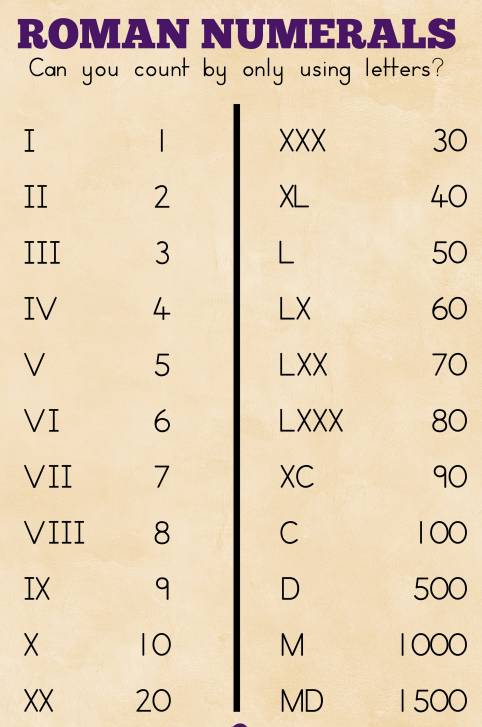 ROMAN NUMERALS
Can you count by only using letters?
I 1
II 2
III 3
IV 4
V 5
VI 6
VII 7
VIII 8
IX 9
X 10
XX 20
XXX 30
XL 40
L 50
LX 60
LXX 70
LXXX 80
XC 90
C 100
D 500
M 1000
MD 1500